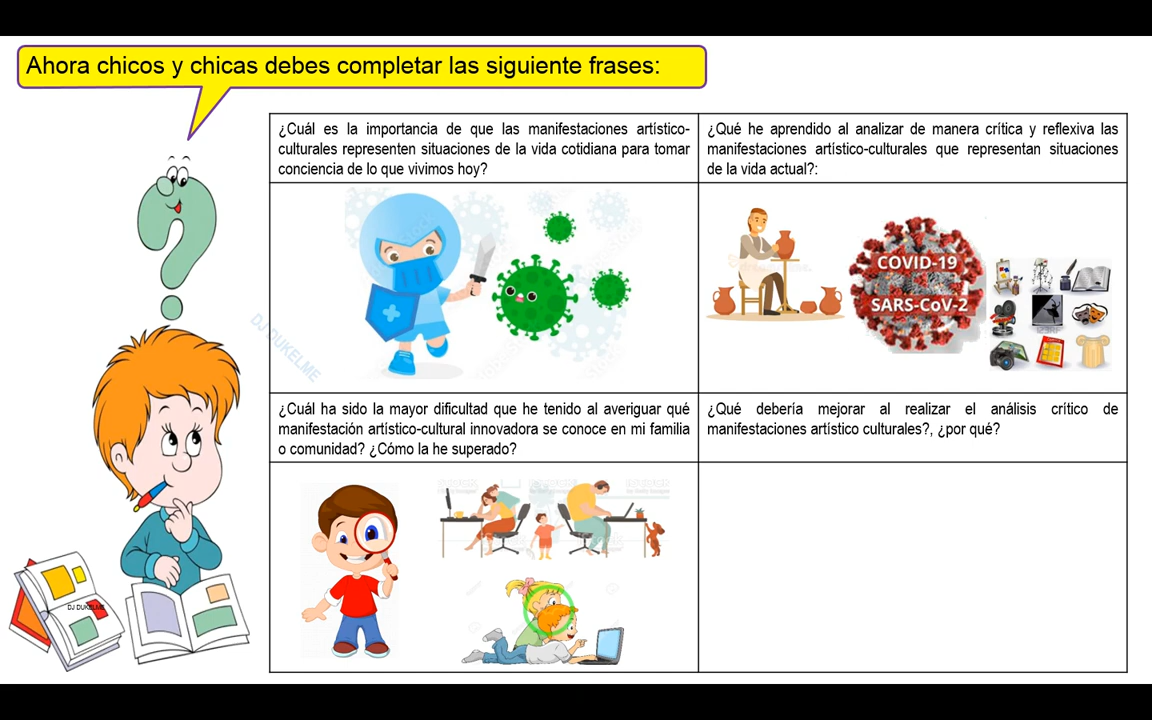 Ahora chicos y chicas debes completar las siguiente frases:
¿Cuál es la importancia de que las manifestaciones artístico-
culturales representen situaciones de la vida cotidiana para tomar
conciencia de lo que vivimos hoy?
¿Qué he aprendido al analizar de manera crítica y reflexiva las
manifestaciones artístico-culturales que representan situaciones
de la vida actual?:
COVID-19
SARS-CoV-2
DJ DUKELME
¿Cuál ha sido la mayor dificultad que he tenido al averiguar qué
manifestación artístico-cultural innovadora se conoce en mi familia
o comunidad? ¿Cómo la he superado?
¿Qué debería mejorar al realizar el análisis crítico de
manifestaciones artístico culturales?, ¿por qué?
DJ DUKELME